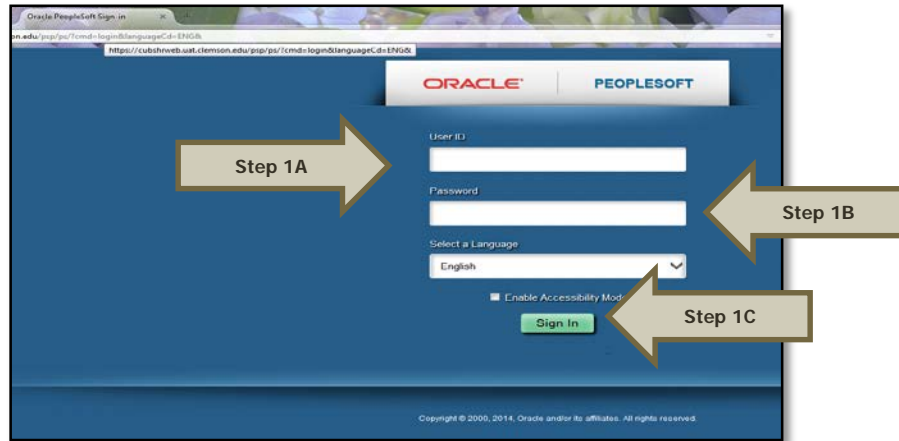 Oracle PeopleSoft Sign-in ×
on.edu/psp/ps/?cmd=login&languageCd=ENG&
https://cubshrweb.uat.clemson.edu/psp/ps/?cmd=login&languageCd=ENG&
ORACLE PEOPLESOFT
User ID
Step 1A
Password
Step 1B
Select a Language
English
Enable Accessibility Mod
Step 1C
Sign In
Copyright © 2000, 2014, Oracle and/or its affiliates. All rights reserved.